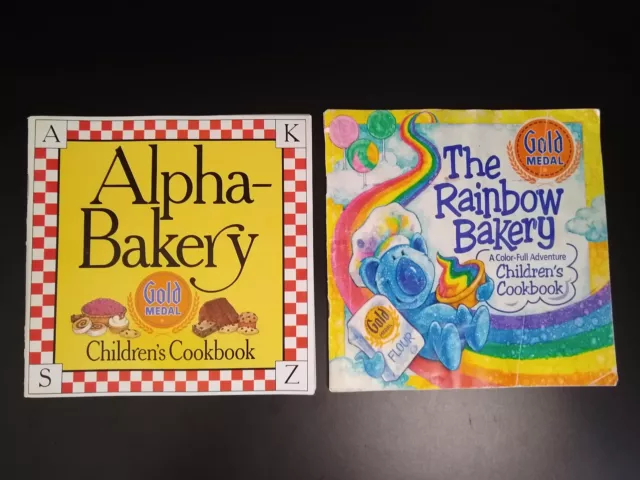 A
K
Alpha-
Bakery
Gold
MEDAL
Children's Cookbook
S
Z
Gold
MEDAL
The
Rainbow
Bakery
A Color-Full Adventure
Children's
Cookbook
Gold
FLOUR